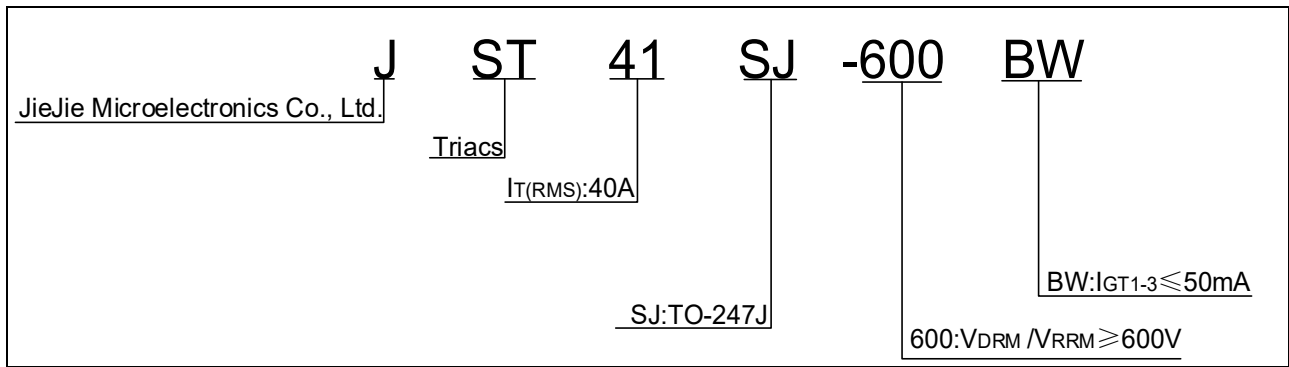 J ST 41 SJ -600 BW
JieJie Microelectronics Co., Ltd.
Triacs
IT(RMS):40A
BW:IGT1-3≤50mA
SJ:TO-247J
600:VDRM /VRRM≥600V